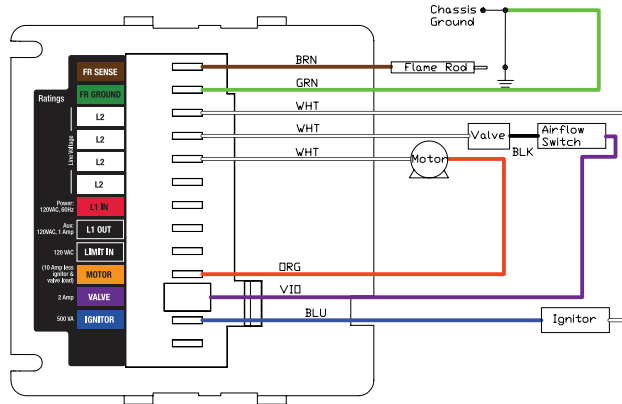 Chassis
Ground
BRN
Flame Rod
FR SENSE
GRN
Ratings
FR GROUND
WHT
L2
WHT
Valve
Airflow
Switch
BLK
L2
Line Voltage
WHT
Motor
L2
L2
Power:
120VAC, 60Hz
L1 IN
Aux:
120VAC, 1 Amp
L1 OUT
120 VAC
LIMIT IN
(10 Amp less
ignitor &
valve load)
MOTOR
ORG
2 Amp
VALVE
VIO
500 VA
IGNITOR
BLU
Ignitor